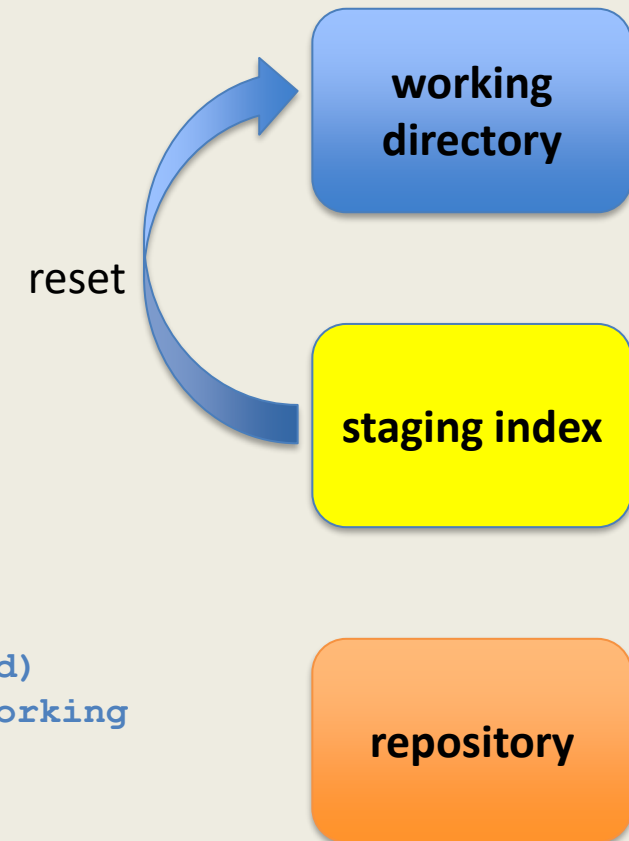 working
directory
reset
staging index
d)
orking
repository